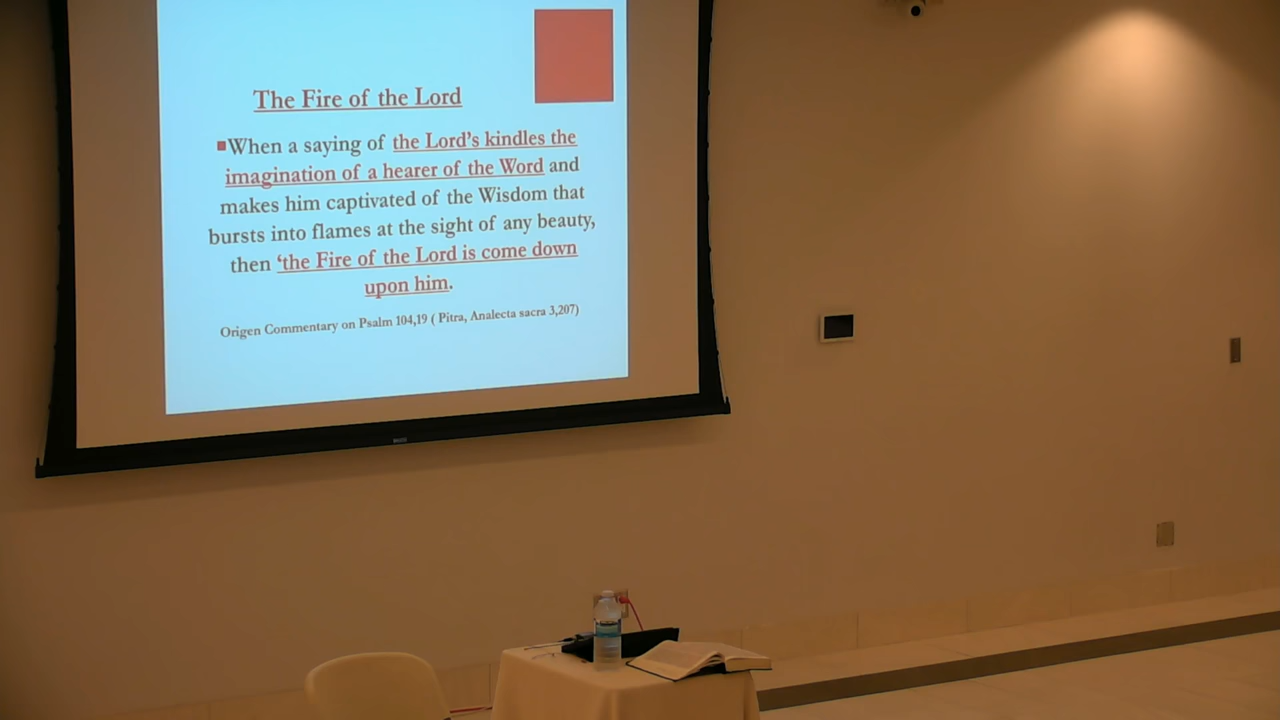 The Fire of the Lord
When a saying of the Lord's kindles the
imagination of a hearer of the Word and
makes him captivated of the Wisdom that
bursts into flames at the sight of any beauty,
then ‘the Fire of the Lord is come down
upon him.
Origen Commentary on Psalm 104,19 ( Pitra, Analecta sacra 3,207)